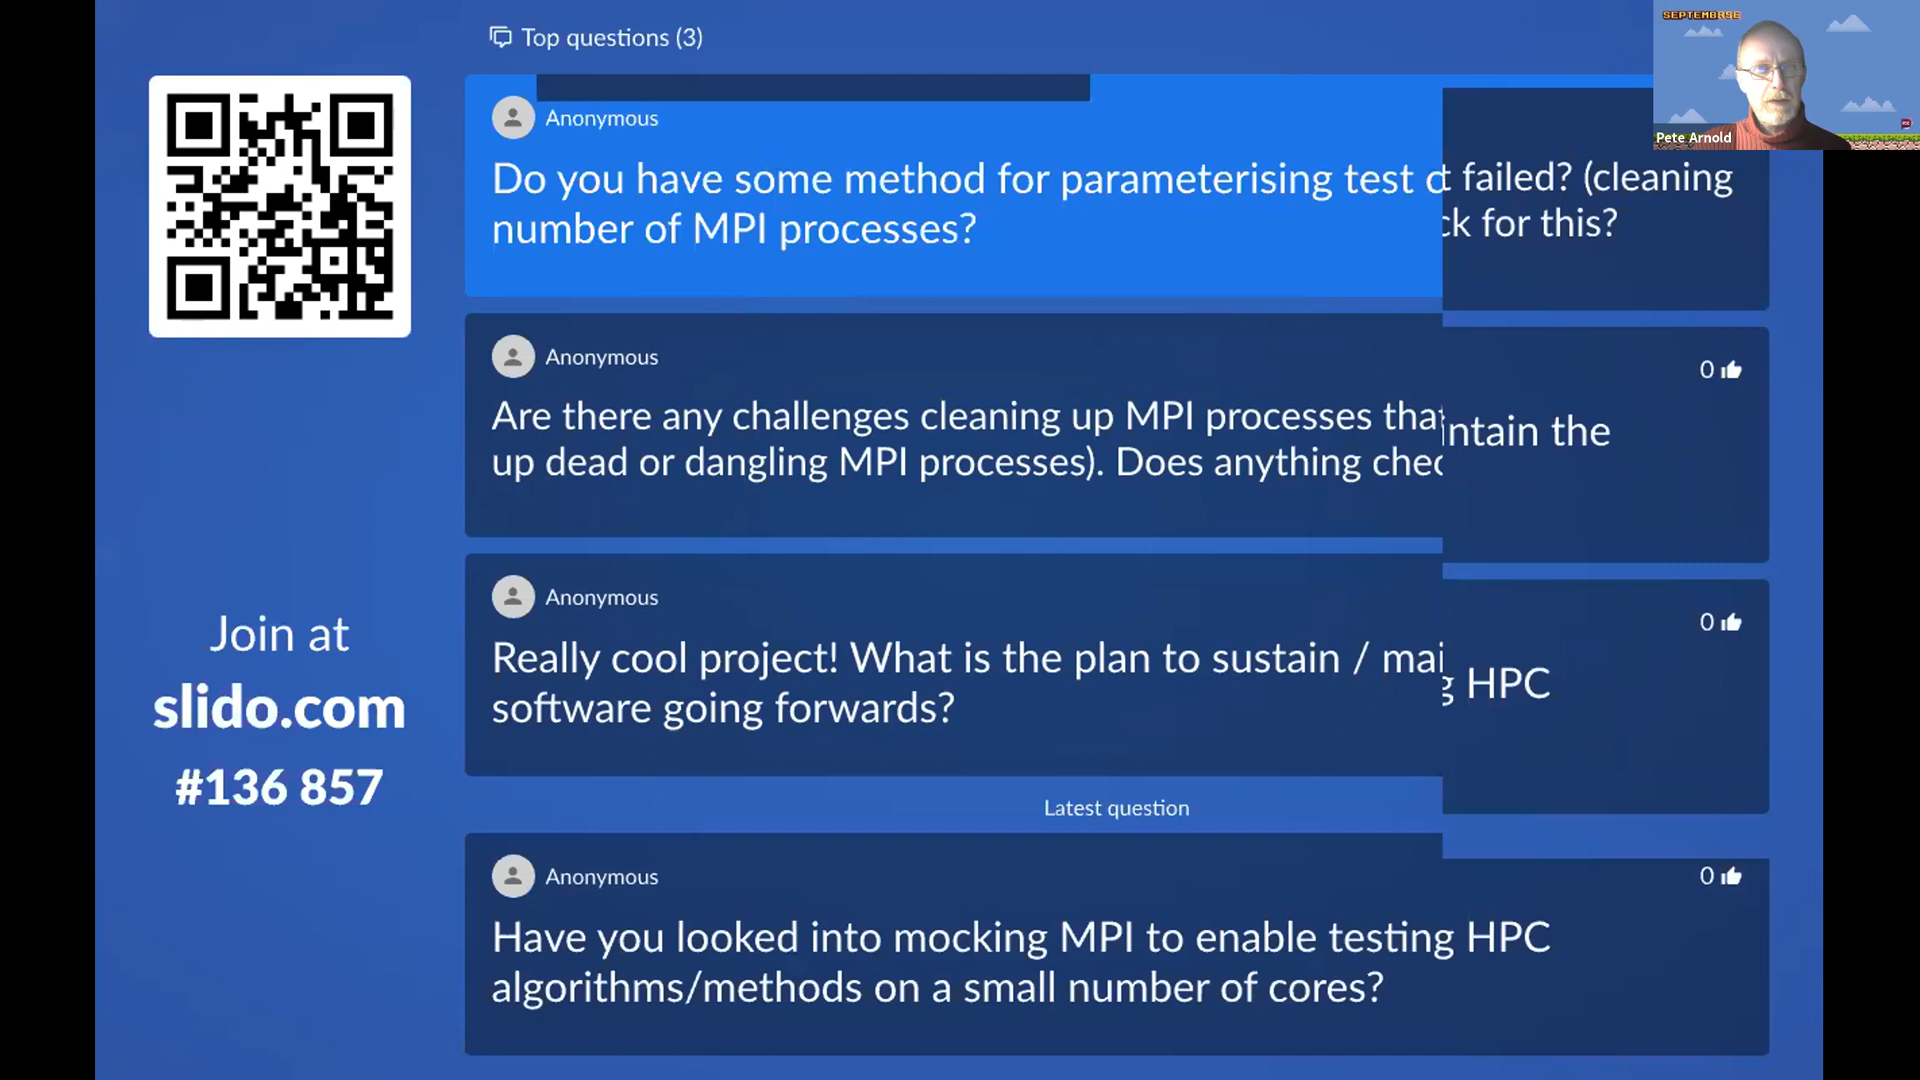 Top questions (3)
Anonymous
Do you have some method for parameterising test
number of MPI processes?
failed? (cleaning
ck for this?
Anonymous
0
Are there any challenges cleaning up MPI processes that
up dead or dangling MPI processes). Does anything chec
intain the
Anonymous
0
Really cool project! What is the plan to sustain / mai
software going forwards?
g HPC
Latest question
Anonymous
0
Have you looked into mocking MPI to enable testing HPC
algorithms/methods on a small number of cores?
Join at
slido.com
#136 857
SEPTEMBRSE
Pete Arnold